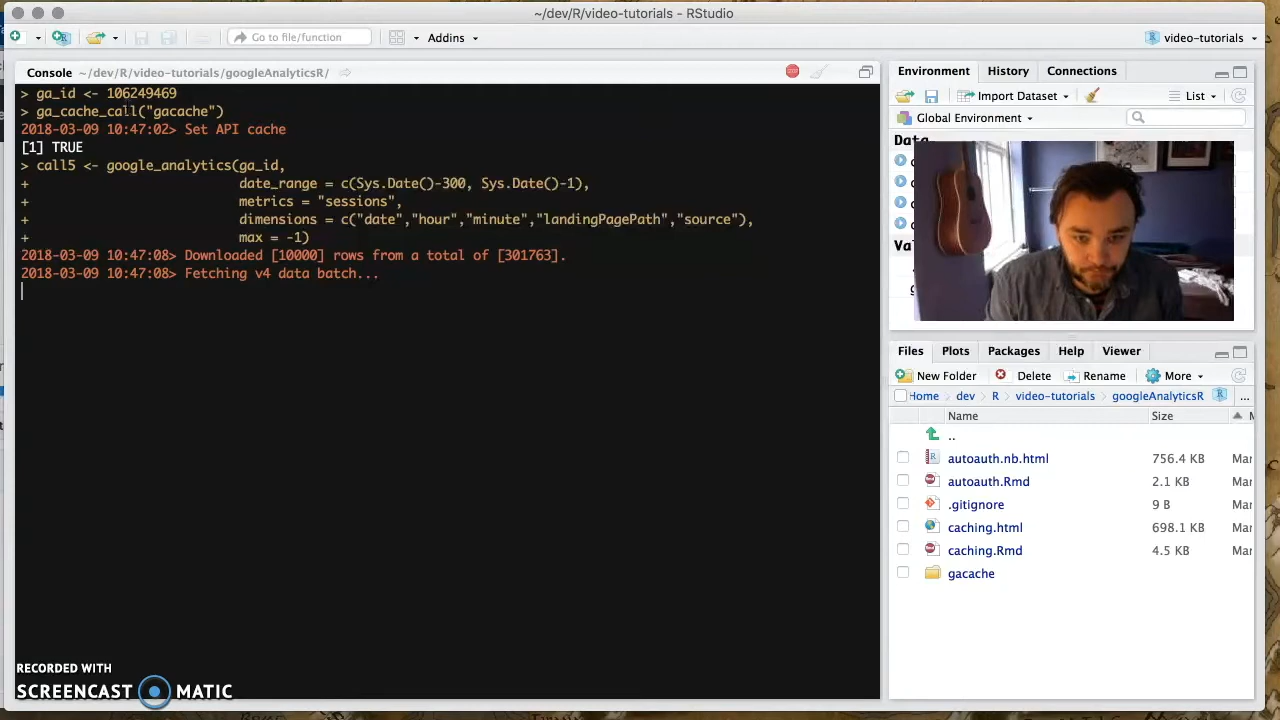 ~/dev/R/video-tutorials - RStudio
Go to file/function
Addins
video-tutorials
Console ~/dev/R/video-tutorials/googleAnalyticsR/
> ga_id <- 106249469
> ga_cache_call("gacache")
2018-03-09 10:47:02> Set API cache
[1] TRUE
> call5 <- google_analytics(ga_id,
+ date_range = c(Sys.Date()-300, Sys.Date()-1),
+ metrics = "sessions",
+ dimensions = c("date","hour","minute","landingPagePath","source"),
+ max = -1)
2018-03-09 10:47:08> Downloaded [10000] rows from a total of [301763].
2018-03-09 10:47:08> Fetching v4 data batch...
Environment History Connections
Import Dataset List
Global Environment
Data
Files Plots Packages Help Viewer
New Folder Delete Rename More
Home dev R video-tutorials googleAnalyticsR ...
Name Size
..
autoauth.nb.html 756.4 KB Mar
autoauth.Rmd 2.1 KB Mar
.gitignore 9 B Mar
caching.html 698.1 KB Mar
caching.Rmd 4.5 KB Mar
gacache
RECORDED WITH
SCREENCAST MATIC